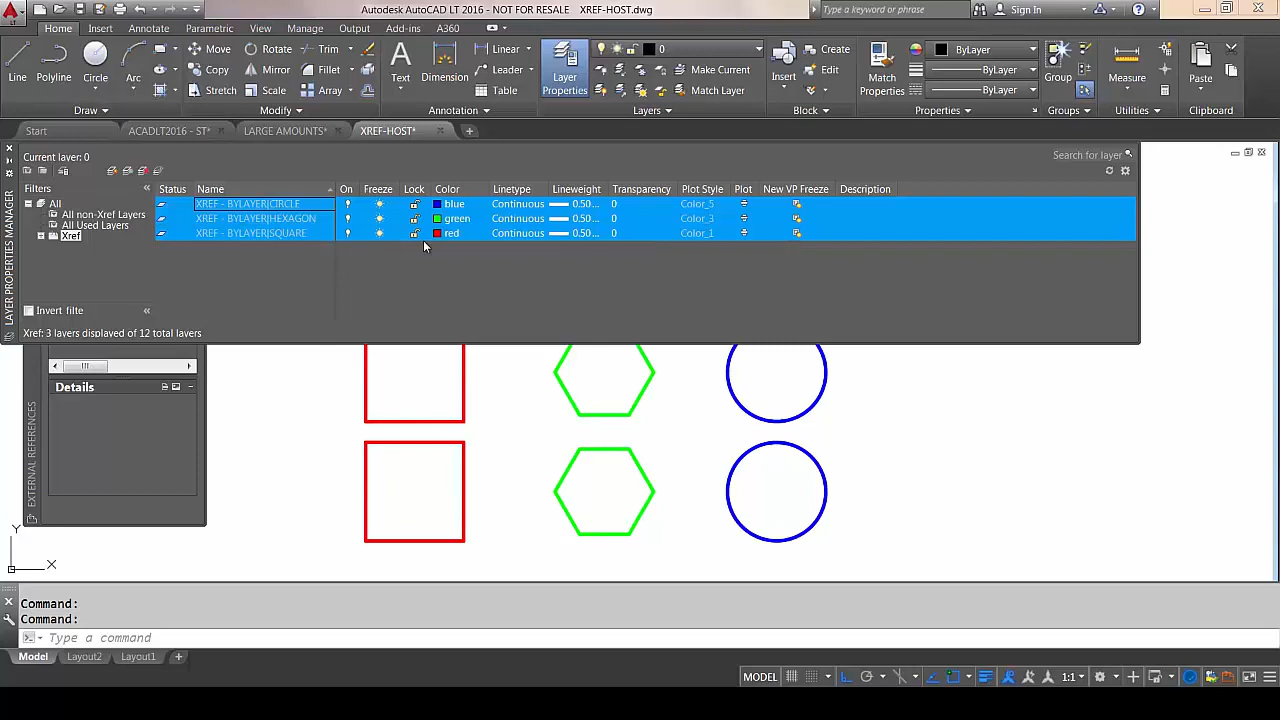 Autodesk AutoCAD LT 2016 - NOT FOR RESALE XREF-HOST.dwg
Type a keyword or phrase
Sign In
LT
Home Insert Annotate Parametric View Manage Output Add-ins A360
Line Polyline Circle Arc
Move Rotate Trim
Copy Mirror Fillet
Stretch Scale Array
Text Dimension
Linear
Leader
Table
Layer Properties
0
Make Current
Match Layer
Insert
Create
Edit
Match Properties
ByLayer
ByLayer
ByLayer
Group
Measure
Paste
Draw Modify Annotation Layers Block Properties Groups Utilities Clipboard
Start ACADLT2016 - ST* LARGE AMOUNTS* XREF-HOST*
Current layer: 0
Search for layer
Filters
Status Name On Freeze Lock Color Linetype Lineweight Transparency Plot Style Plot New VP Freeze Description
All
All non-Xref Layers
All Used Layers
Xref
XREF - BYLAYER|CIRCLE blue Continuous 0.50... 0 Color_5
XREF - BYLAYER|HEXAGON green Continuous 0.50... 0 Color_3
XREF - BYLAYER|SQUARE red Continuous 0.50... 0 Color_1
Invert filte
Xref: 3 layers displayed of 12 total layers
LAYER PROPERTIES MANAGER
Details
EXTERNAL REFERENCES
Y
X
Command:
Command:
Type a command
Model Layout2 Layout1
MODEL 1:1